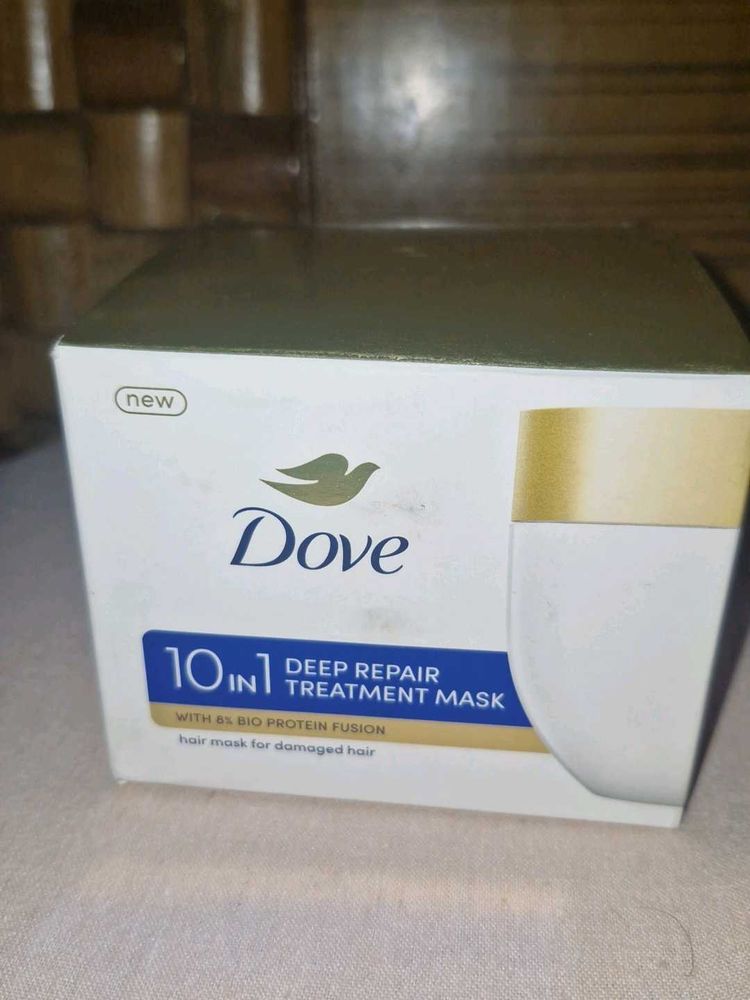 new
Dove
10 IN 1 DEEP REPAIR
TREATMENT MASK
WITH 8% BIO PROTEIN FUSION
hair mask for damaged hair